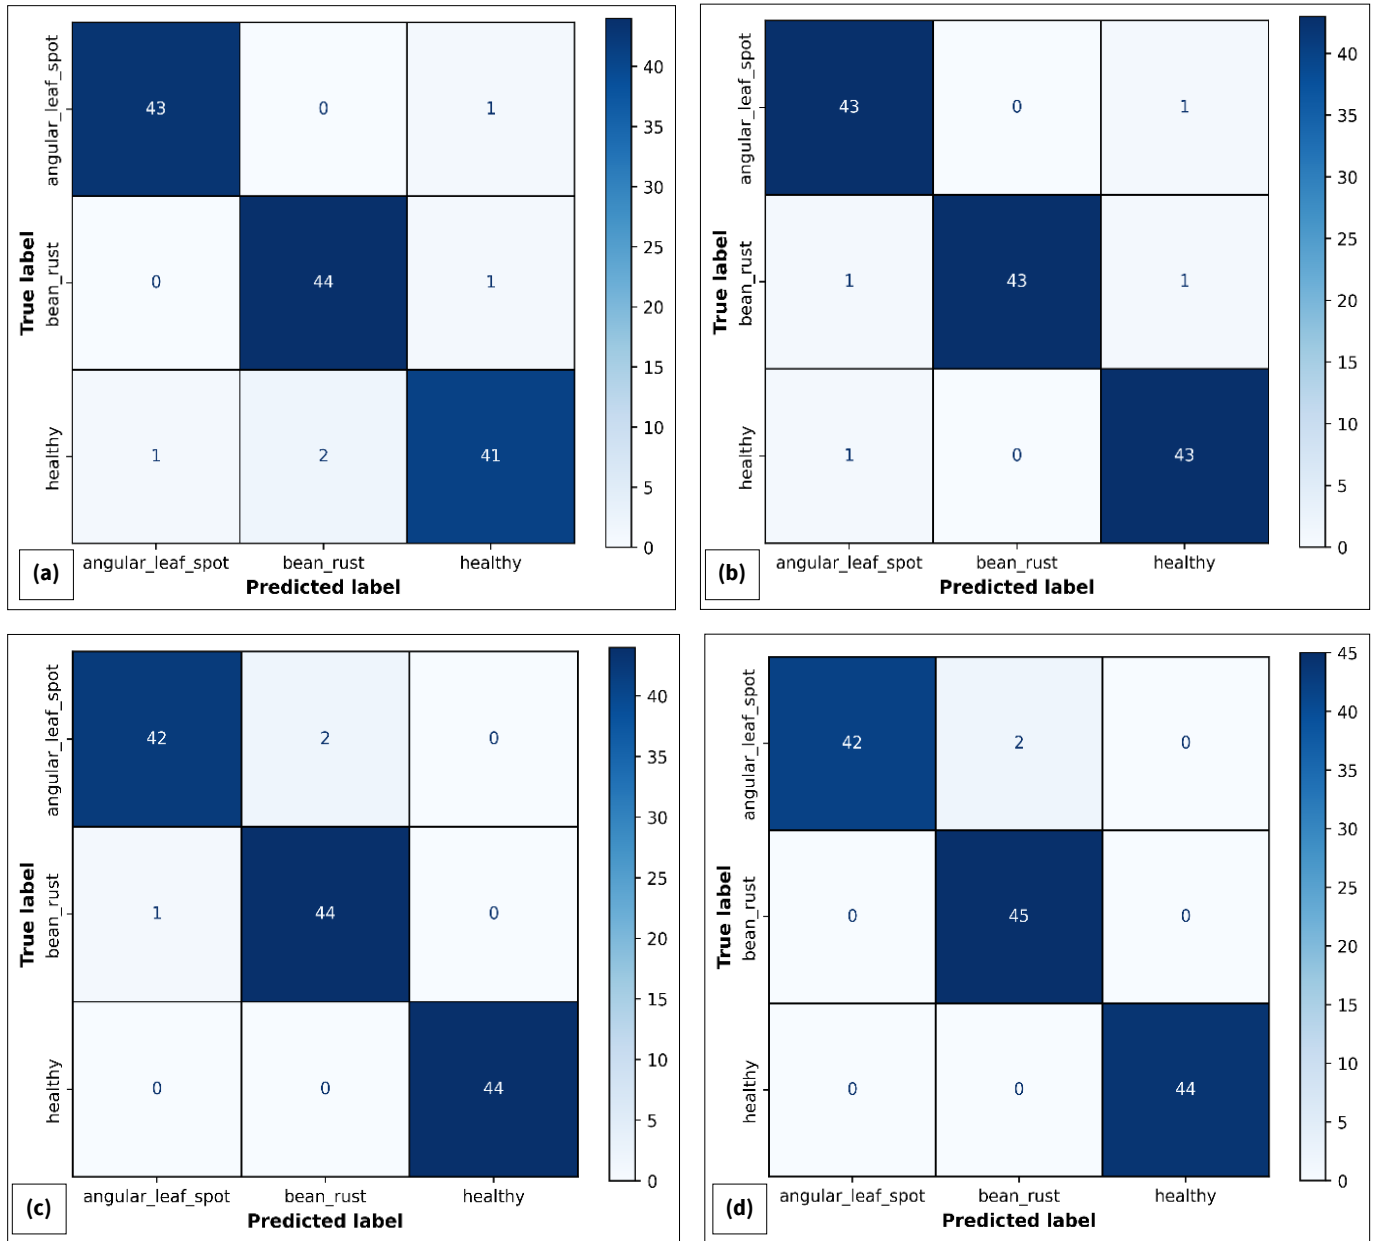 angular_leaf_spot 43 0 1
bean_rust 0 44 1
healthy 1 2 41
True label
angular_leaf_spot bean_rust healthy
Predicted label
40
35
30
25
20
15
10
5
0
(a)
angular_leaf_spot 43 0 1
bean_rust 1 43 1
healthy 1 0 43
True label
angular_leaf_spot bean_rust healthy
Predicted label
40
35
30
25
20
15
10
5
0
(b)
angular_leaf_spot 42 2 0
bean_rust 1 44 0
healthy 0 0 44
True label
angular_leaf_spot bean_rust healthy
Predicted label
40
35
30
25
20
15
10
5
0
(c)
angular_leaf_spot 42 2 0
bean_rust 0 45 0
healthy 0 0 44
True label
angular_leaf_spot bean_rust healthy
Predicted label
45
40
35
30
25
20
15
10
5
0
(d)